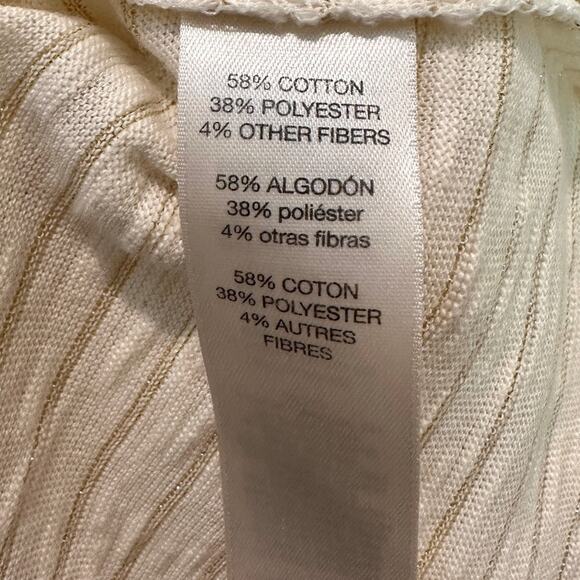 58% COTTON
38% POLYESTER
4% OTHER FIBERS
58% ALGODÓN
38% poliéster
4% otras fibras
58% COTON
38% POLYESTER
4% AUTRES
FIBRES